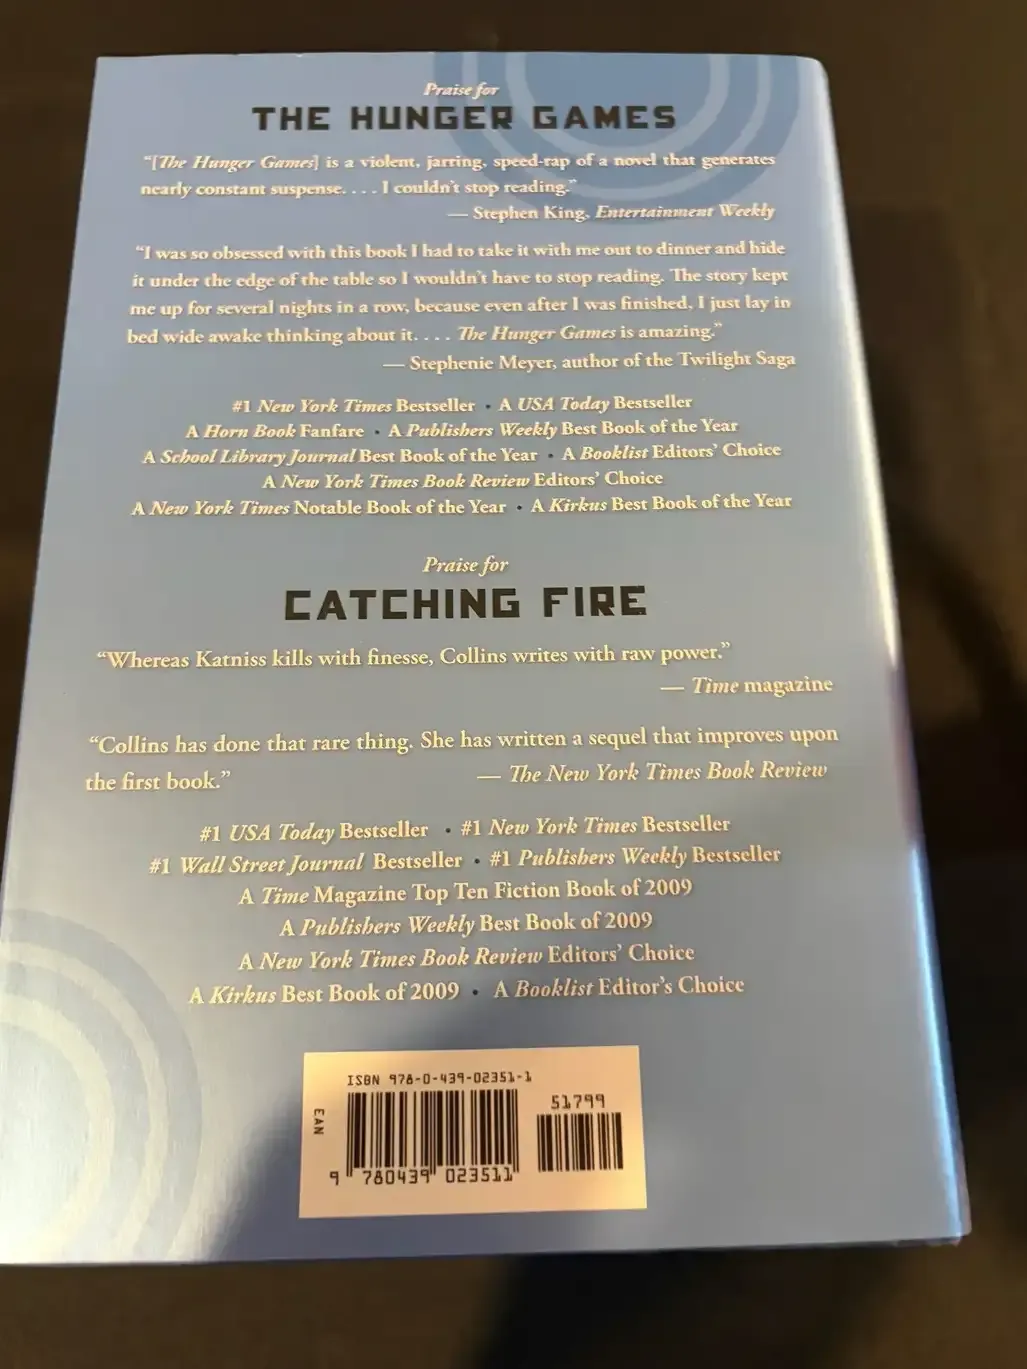 Praise for
THE HUNGER GAMES
“[The Hunger Games] is a violent, jarring, speed-rap of a novel that generates
nearly constant suspense. . . . I couldn’t stop reading.”
— Stephen King, Entertainment Weekly
“I was so obsessed with this book I had to take it with me out to dinner and hide
it under the edge of the table so I wouldn’t have to stop reading. The story kept
me up for several nights in a row, because even after I was finished, I just lay in
bed wide awake thinking about it. . . . The Hunger Games is amazing.”
— Stephenie Meyer, author of the Twilight Saga
#1 New York Times Bestseller • A USA Today Bestseller
A Horn Book Fanfare • A Publishers Weekly Best Book of the Year
A School Library Journal Best Book of the Year • A Booklist Editors’ Choice
A New York Times Book Review Editors’ Choice
A New York Times Notable Book of the Year • A Kirkus Best Book of the Year
Praise for
CATCHING FIRE
“Whereas Katniss kills with finesse, Collins writes with raw power.”
— Time magazine
“Collins has done that rare thing. She has written a sequel that improves upon
the first book.” — The New York Times Book Review
#1 USA Today Bestseller • #1 New York Times Bestseller
#1 Wall Street Journal Bestseller • #1 Publishers Weekly Bestseller
A Time Magazine Top Ten Fiction Book of 2009
A Publishers Weekly Best Book of 2009
A New York Times Book Review Editors’ Choice
A Kirkus Best Book of 2009 • A Booklist Editor’s Choice
ISBN 978-0-439-02351-1
51799
EAN
9 780439 023511